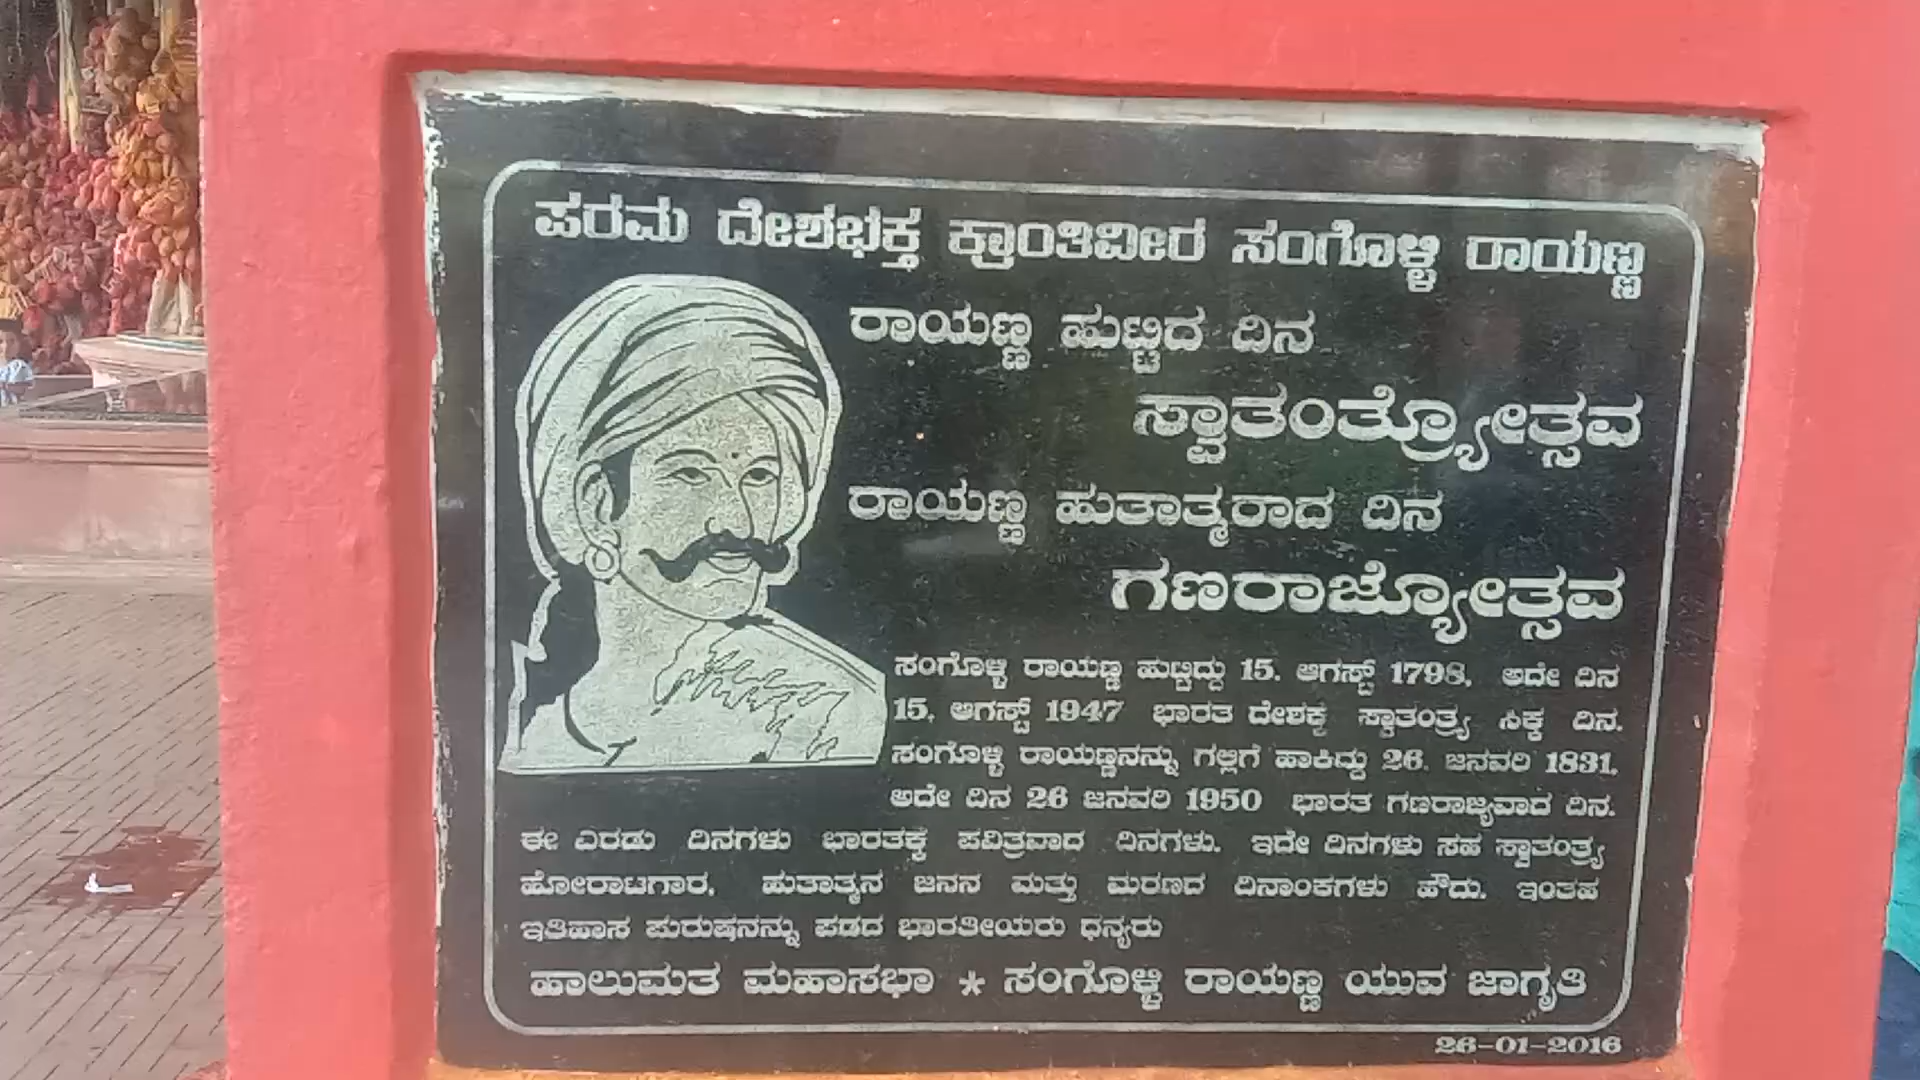 ಪರಮ ದೇಶಭಕ್ತ ಕ್ರಾಂತಿವೀರ ಸಂಗೊಳ್ಳಿ ರಾಯಣ್ಣ
ರಾಯಣ್ಣ ಹುಟ್ಟಿದ ದಿನ
ಸ್ವಾತಂತ್ರ್ಯೋತ್ಸವ
ರಾಯಣ್ಣ ಹುತಾತ್ಮರಾದ ದಿನ
ಗಣರಾಜ್ಯೋತ್ಸವ
ಸಂಗೊಳ್ಳಿ ರಾಯಣ್ಣ ಹುಟ್ಟಿದ್ದು 15. ಆಗಸ್ಟ್ 1798. ಅದೇ ದಿನ
15. ಆಗಸ್ಟ್ 1947 ಭಾರತ ದೇಶಕ್ಕೆ ಸ್ವಾತಂತ್ರ್ಯ ಸಿಕ್ಕ ದಿನ.
ಸಂಗೊಳ್ಳಿ ರಾಯಣ್ಣನನ್ನು ಗಲ್ಲಿಗೆ ಹಾಕಿದ್ದು 26. ಜನವರಿ 1831.
ಅದೇ ದಿನ 26 ಜನವರಿ 1950 ಭಾರತ ಗಣರಾಜ್ಯವಾದ ದಿನ.
ಈ ಎರಡು ದಿನಗಳು ಭಾರತಕ್ಕೆ ಪವಿತ್ರವಾದ ದಿನಗಳು. ಇದೇ ದಿನಗಳು ಸಹ ಸ್ವಾತಂತ್ರ್ಯ
ಹೋರಾಟಗಾರ, ಹುತಾತ್ಮನ ಜನನ ಮತ್ತು ಮರಣದ ದಿನಾಂಕಗಳು ಹೌದು. ಇಂತಹ
ಇತಿಹಾಸ ಪುರುಷನನ್ನು ಪಡೆದ ಭಾರತೀಯರು ಧನ್ಯರು
ಹಾಲುಮತ ಮಹಾಸಭಾ * ಸಂಗೊಳ್ಳಿ ರಾಯಣ್ಣ ಯುವ ಜಾಗೃತಿ
26-01-2016